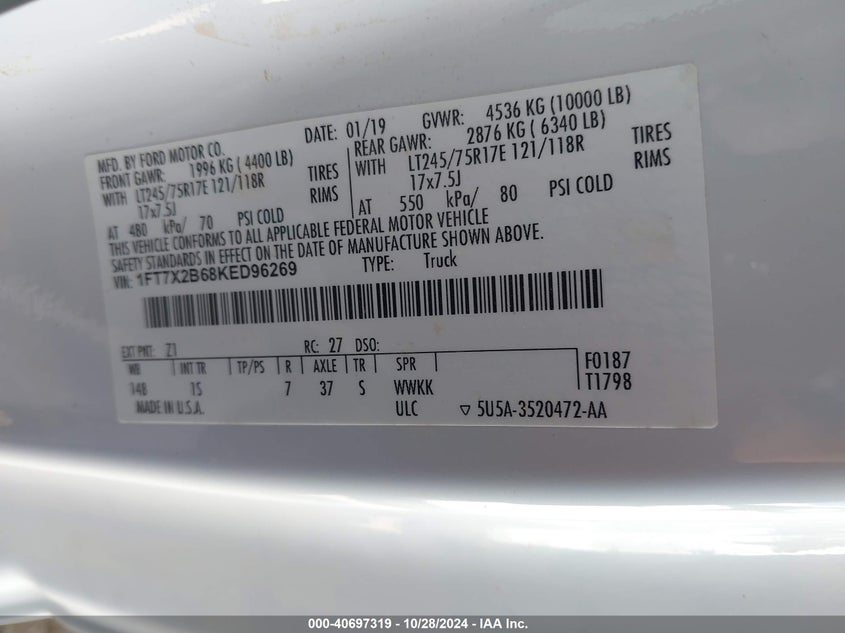 MFD. BY FORD MOTOR CO. DATE: 01/19 GVWR: 4536 KG (10000 LB)
FRONT GAWR: 1996 KG ( 4400 LB) REAR GAWR: 2876 KG ( 6340 LB)
WITH LT245/75R17E 121/118R TIRES WITH LT245/75R17E 121/118R TIRES
17x7.5J RIMS 17x7.5J RIMS
AT 480 kPa/ 70 PSI COLD AT 550 kPa/ 80 PSI COLD
THIS VEHICLE CONFORMS TO ALL APPLICABLE FEDERAL MOTOR VEHICLE
SAFETY STANDARDS IN EFFECT ON THE DATE OF MANUFACTURE SHOWN ABOVE.
VIN: 1FT7X2B68KED96269 TYPE: Truck
EXT PNT: Z1 RC: 27 DSO:
WB INT TR TP/PS R AXLE TR SPR F0187
148 1S 7 37 S WWKK T1798
MADE IN U.S.A. ULC ▽ 5U5A-3520472-AA
000-40697319 - 10/28/2024 - IAA Inc.